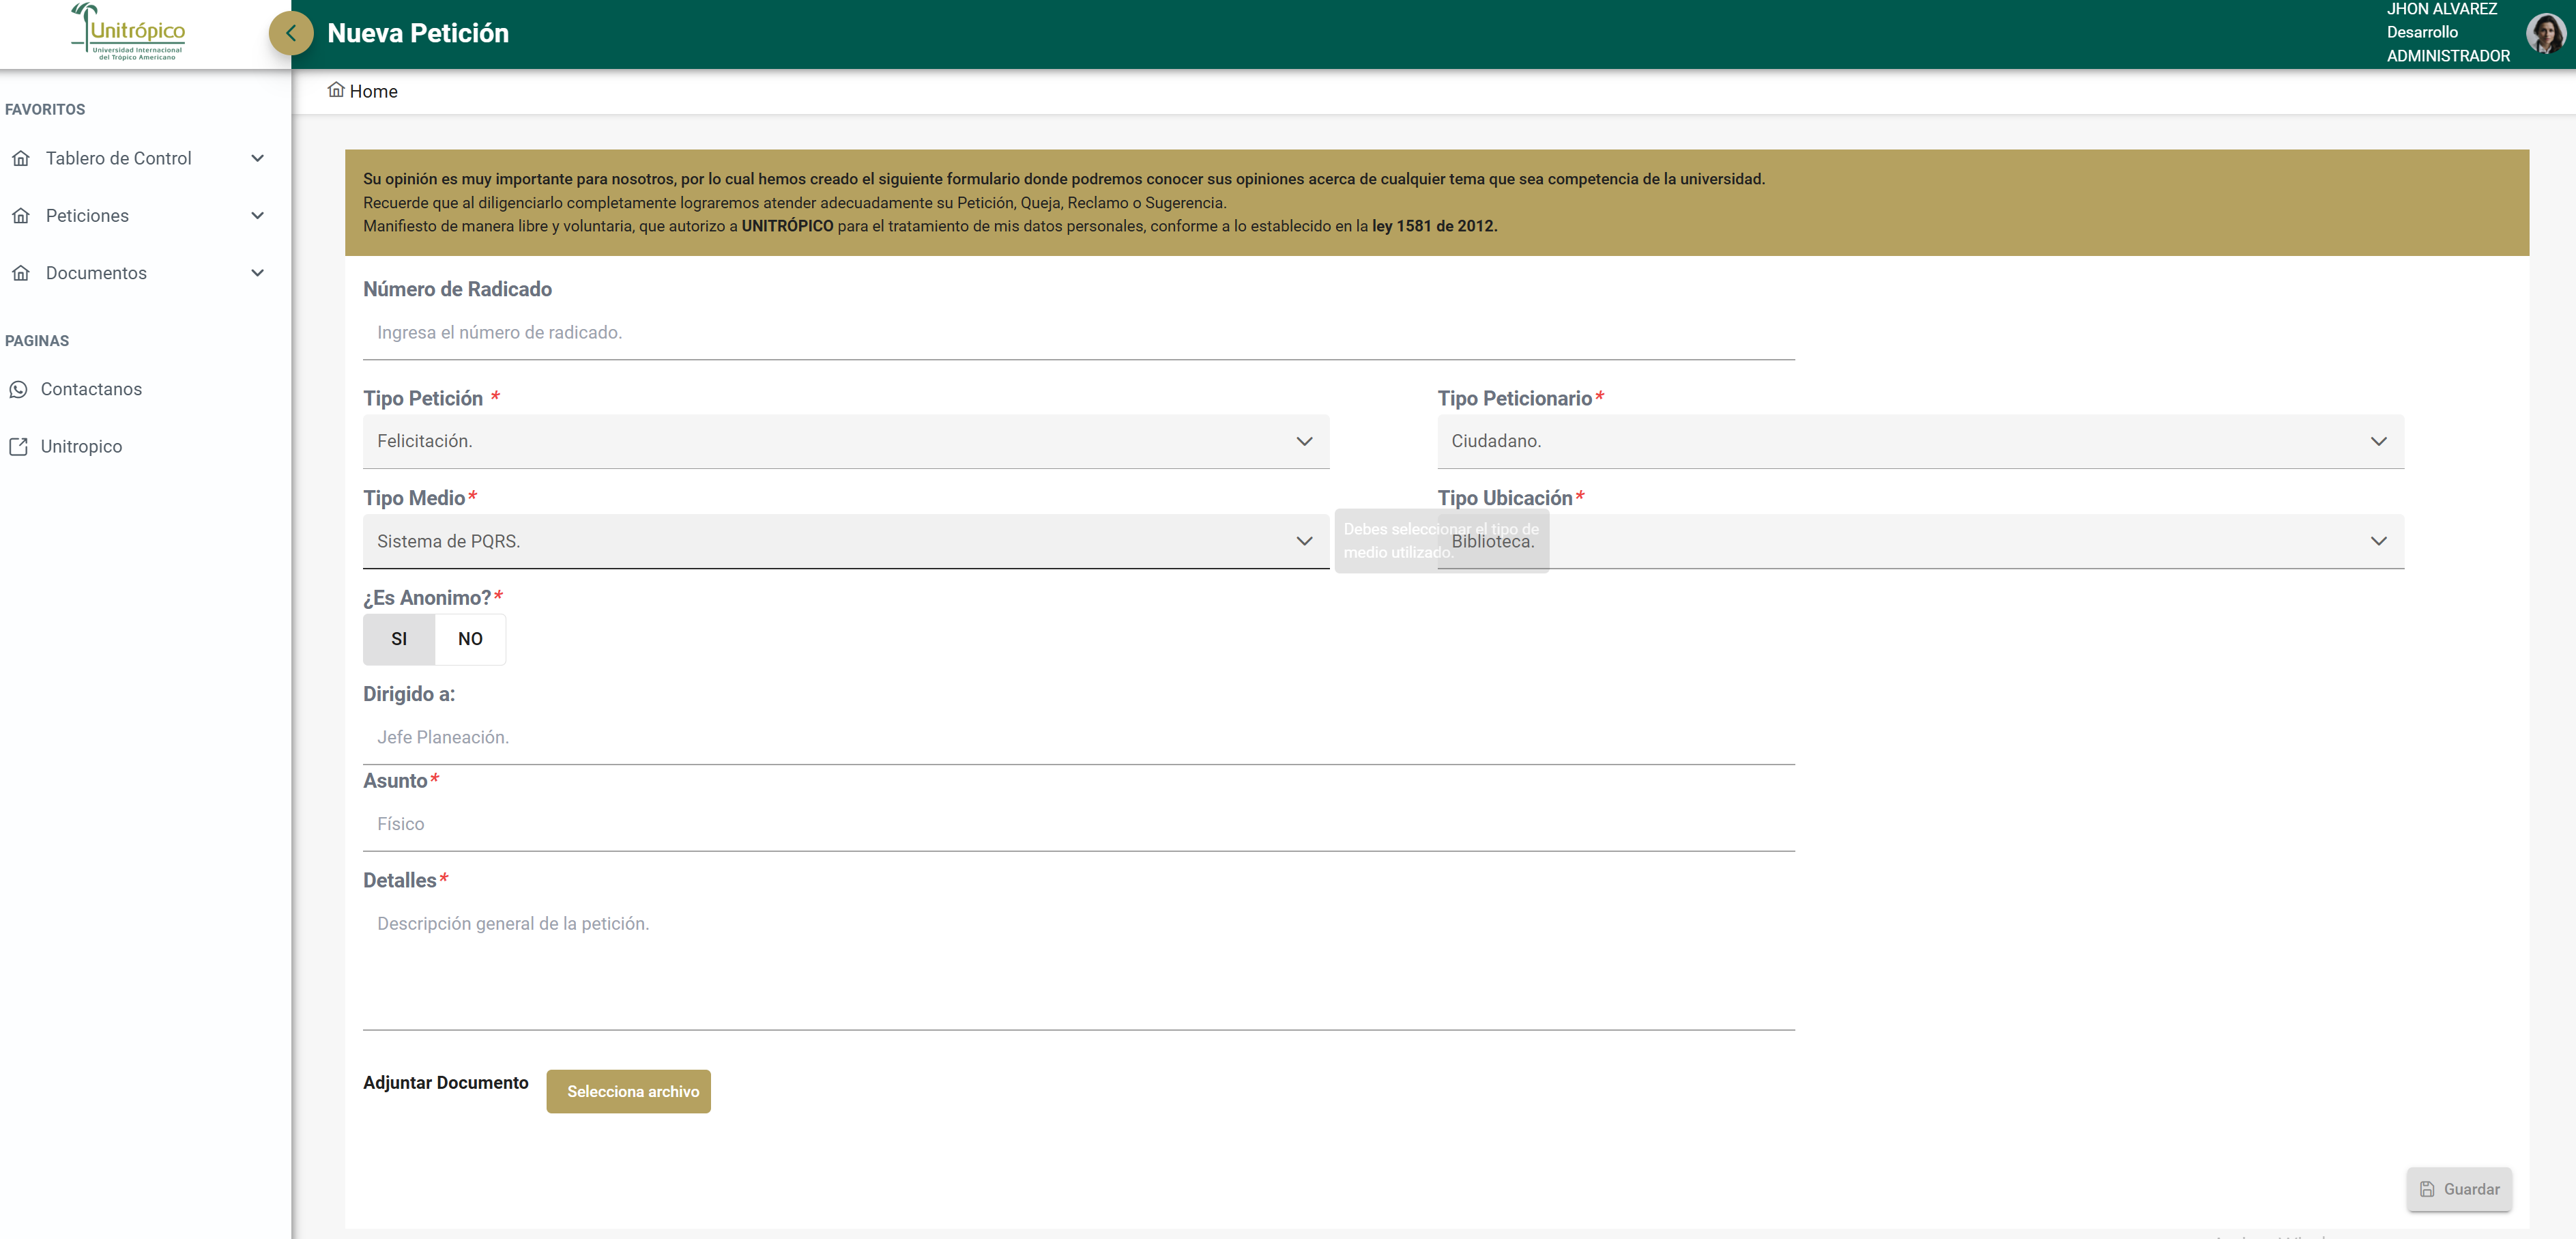 Unitrópico
Universidad Internacional
del Trópico Americano
Nueva Petición
JHON ALVAREZ
Desarrollo
ADMINISTRADOR
Home
FAVORITOS
Tablero de Control
Peticiones
Documentos
PAGINAS
Contactanos
Unitropico
Su opinión es muy importante para nosotros, por lo cual hemos creado el siguiente formulario donde podremos conocer sus opiniones acerca de cualquier tema que sea competencia de la universidad.
Recuerde que al diligenciarlo completamente lograremos atender adecuadamente su Petición, Queja, Reclamo o Sugerencia.
Manifiesto de manera libre y voluntaria, que autorizo a UNITRÓPICO para el tratamiento de mis datos personales, conforme a lo establecido en la ley 1581 de 2012.
Número de Radicado
Ingresa el número de radicado.
Tipo Petición *
Felicitación.
Tipo Peticionario*
Ciudadano.
Tipo Medio*
Sistema de PQRS.
Debes seleccionar el tipo de
medio utilizado.
Tipo Ubicación*
Biblioteca.
¿Es Anonimo?*
SI NO
Dirigido a:
Jefe Planeación.
Asunto*
Físico
Detalles*
Descripción general de la petición.
Adjuntar Documento
Selecciona archivo
Guardar